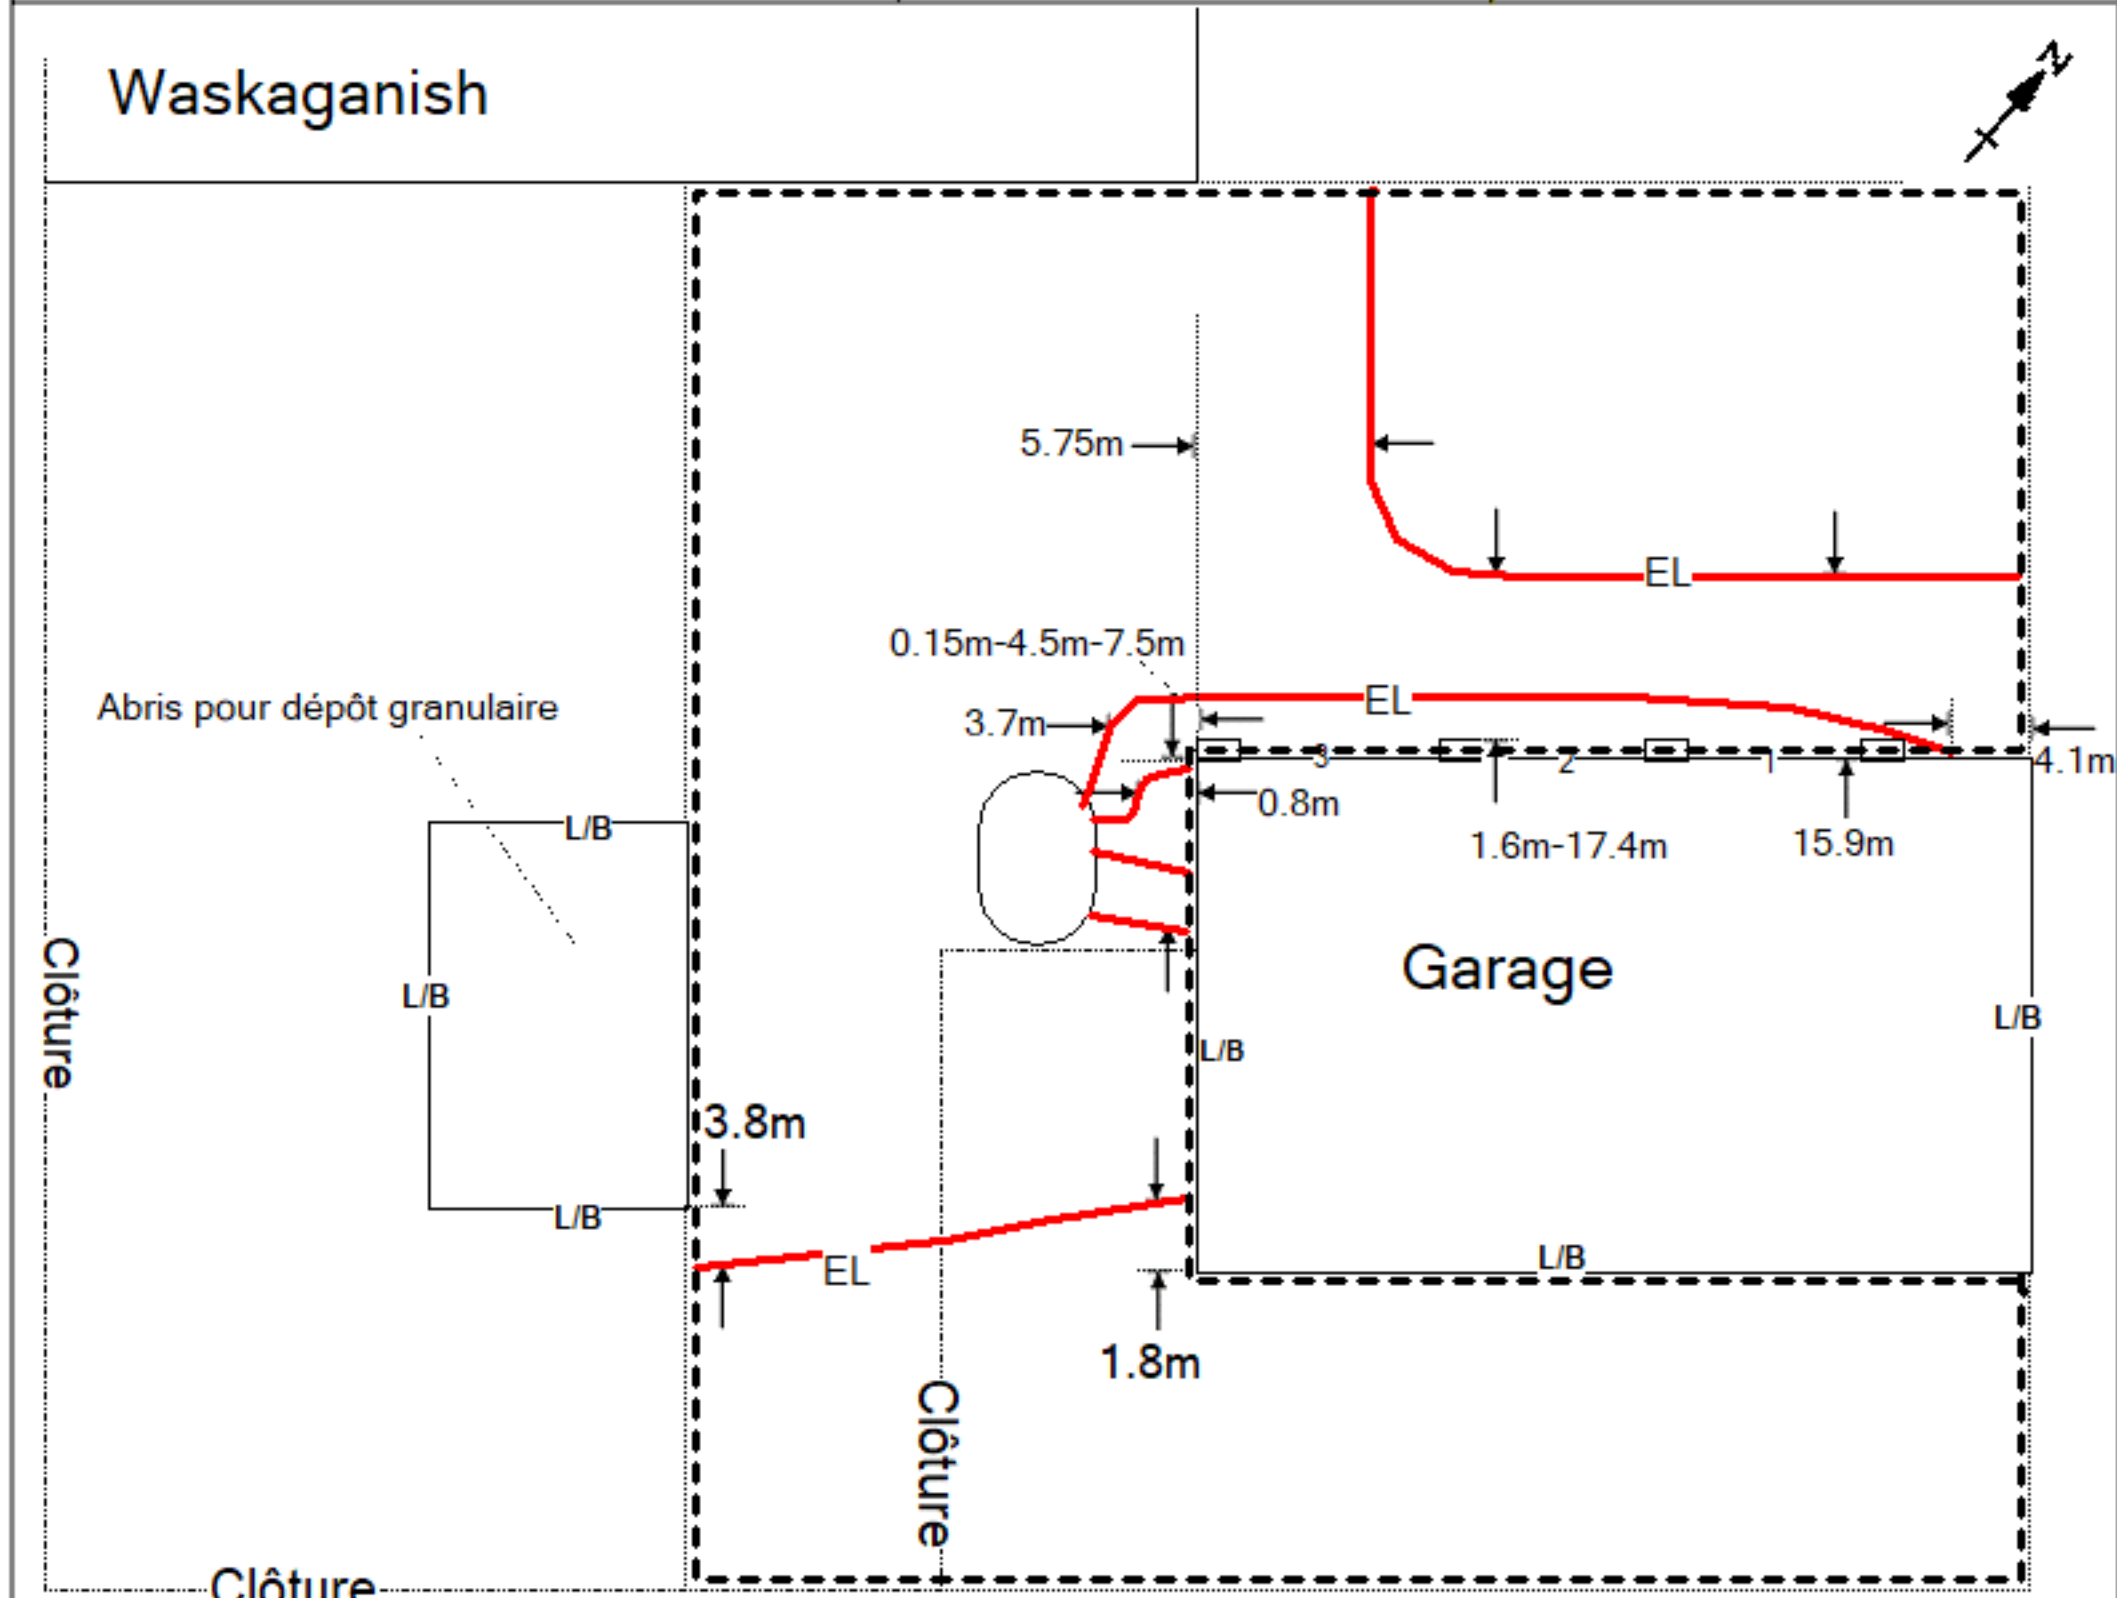 Waskaganish
N
5.75m
EL
0.15m-4.5m-7.5m
Abris pour dépôt granulaire
EL
3.7m
3
2
1
4.1m
0.8m
1.6m-17.4m
15.9m
L/B
Garage
Clôture
L/B
L/B
L/B
3.8m
L/B
L/B
EL
1.8m
Clôture
Clôture